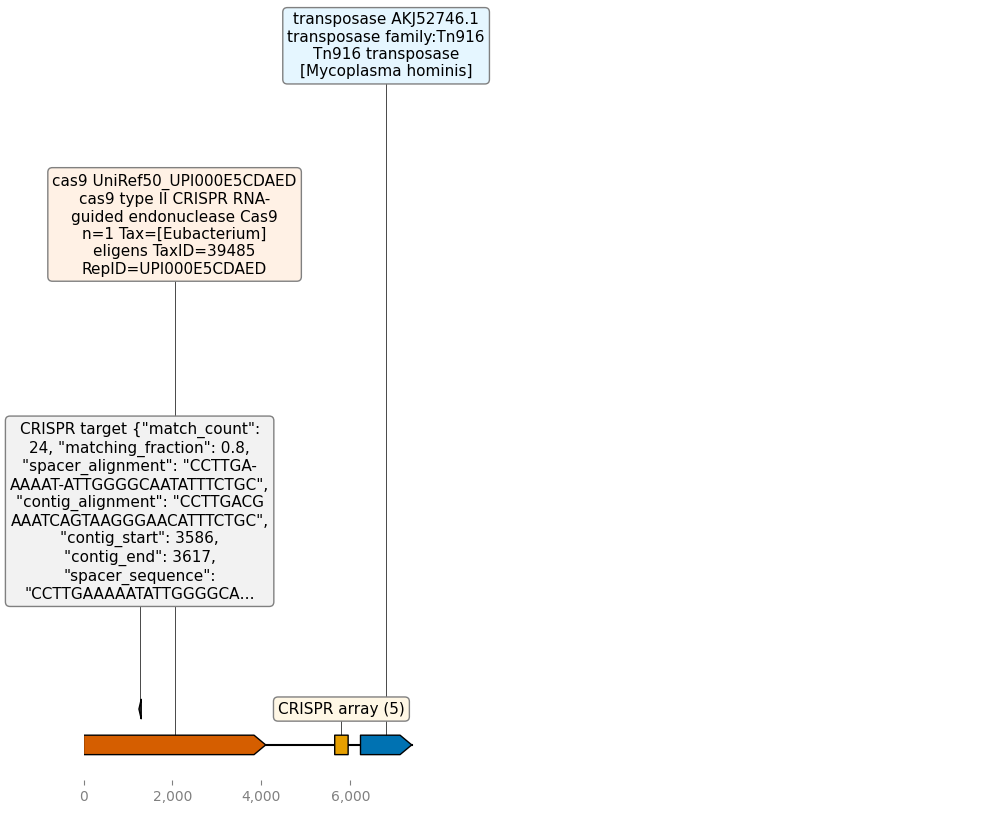 transposase AKJ52746.1
transposase family:Tn916
Tn916 transposase
[Mycoplasma hominis]
cas9 UniRef50_UPI000E5CDAED
cas9 type II CRISPR RNA-
guided endonuclease Cas9
n=1 Tax=[Eubacterium]
eligens TaxID=39485
RepID=UPI000E5CDAED
CRISPR target {"match_count":
24, "matching_fraction": 0.8,
"spacer_alignment": "CCTTGA-
AAAAT-ATTGGGGCAATATTTCTGC",
"contig_alignment": "CCTTGACG
AAATCAGTAAGGGAACATTTCTGC",
"contig_start": 3586,
"contig_end": 3617,
"spacer_sequence":
"CCTTGAAAAATATTGGGGCA...
CRISPR array (5)
0
2,000
4,000
6,000